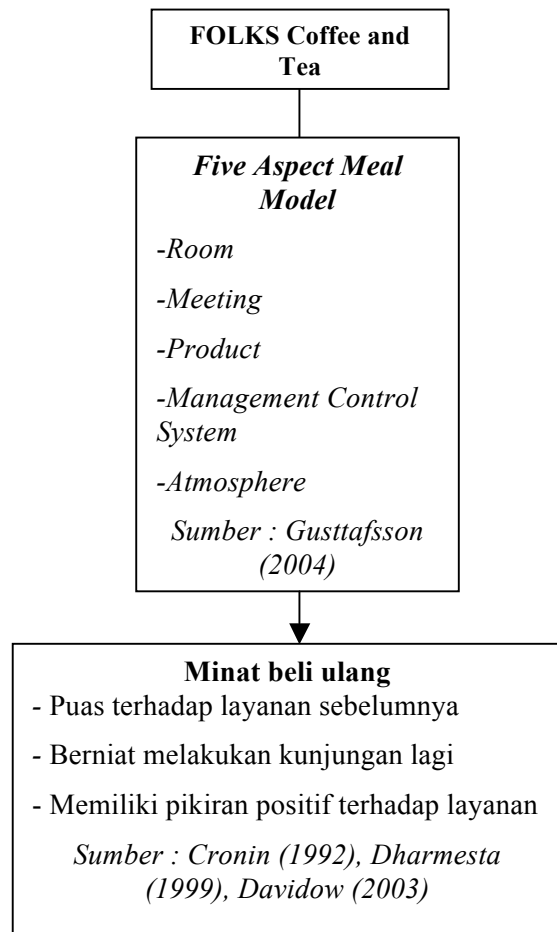 FOLKS Coffee and
Tea
Five Aspect Meal
Model
-Room
-Meeting
-Product
-Management Control
System
-Atmosphere
Sumber : Gusttafsson
(2004)
Minat beli ulang
- Puas terhadap layanan sebelumnya
- Berniat melakukan kunjungan lagi
- Memiliki pikiran positif terhadap layanan
Sumber : Cronin (1992), Dharmesta
(1999), Davidow (2003)